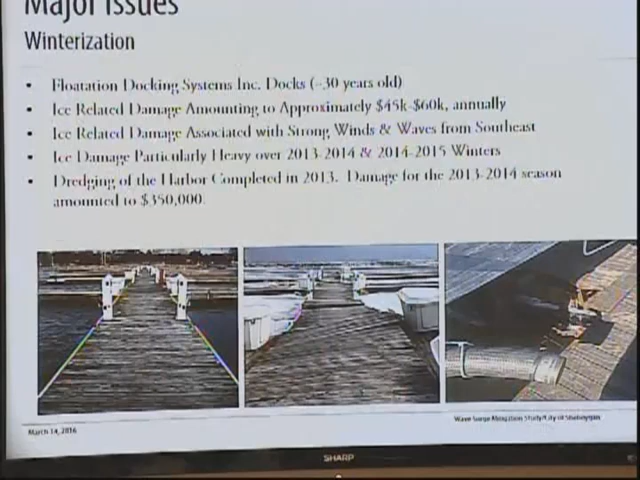 Major Issues
Winterization
• Floatation Docking Systems Inc. Docks (~30 years old)
• Ice Related Damage Amounting to Approximately $45k-$60k, annually
• Ice Related Damage Associated with Strong Winds & Waves from Southeast
• Ice Damage Particularly Heavy over 2013-2014 & 2014-2015 Winters
• Dredging of the Harbor Completed in 2013. Damage for the 2013-2014 season
amounted to $350,000.
Wave Surge Mitigation Study/City of Sheboygan
March 14, 2016
SHARP